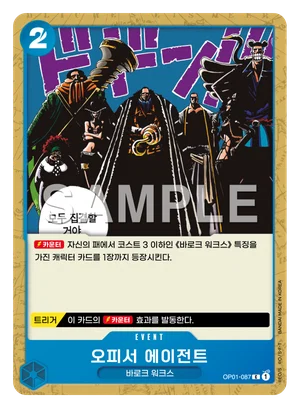 2
SAMPLE
모두 집결할
거야
카운터 자신의 패에서 코스트 3 이하인 《바로크 워크스》 특징을
가진 캐릭터 카드를 1장까지 등장시킨다.
트리거 이 카드의 카운터 효과를 발동한다.
EVENT
오피서 에이전트
바로크 워크스
OP01-087